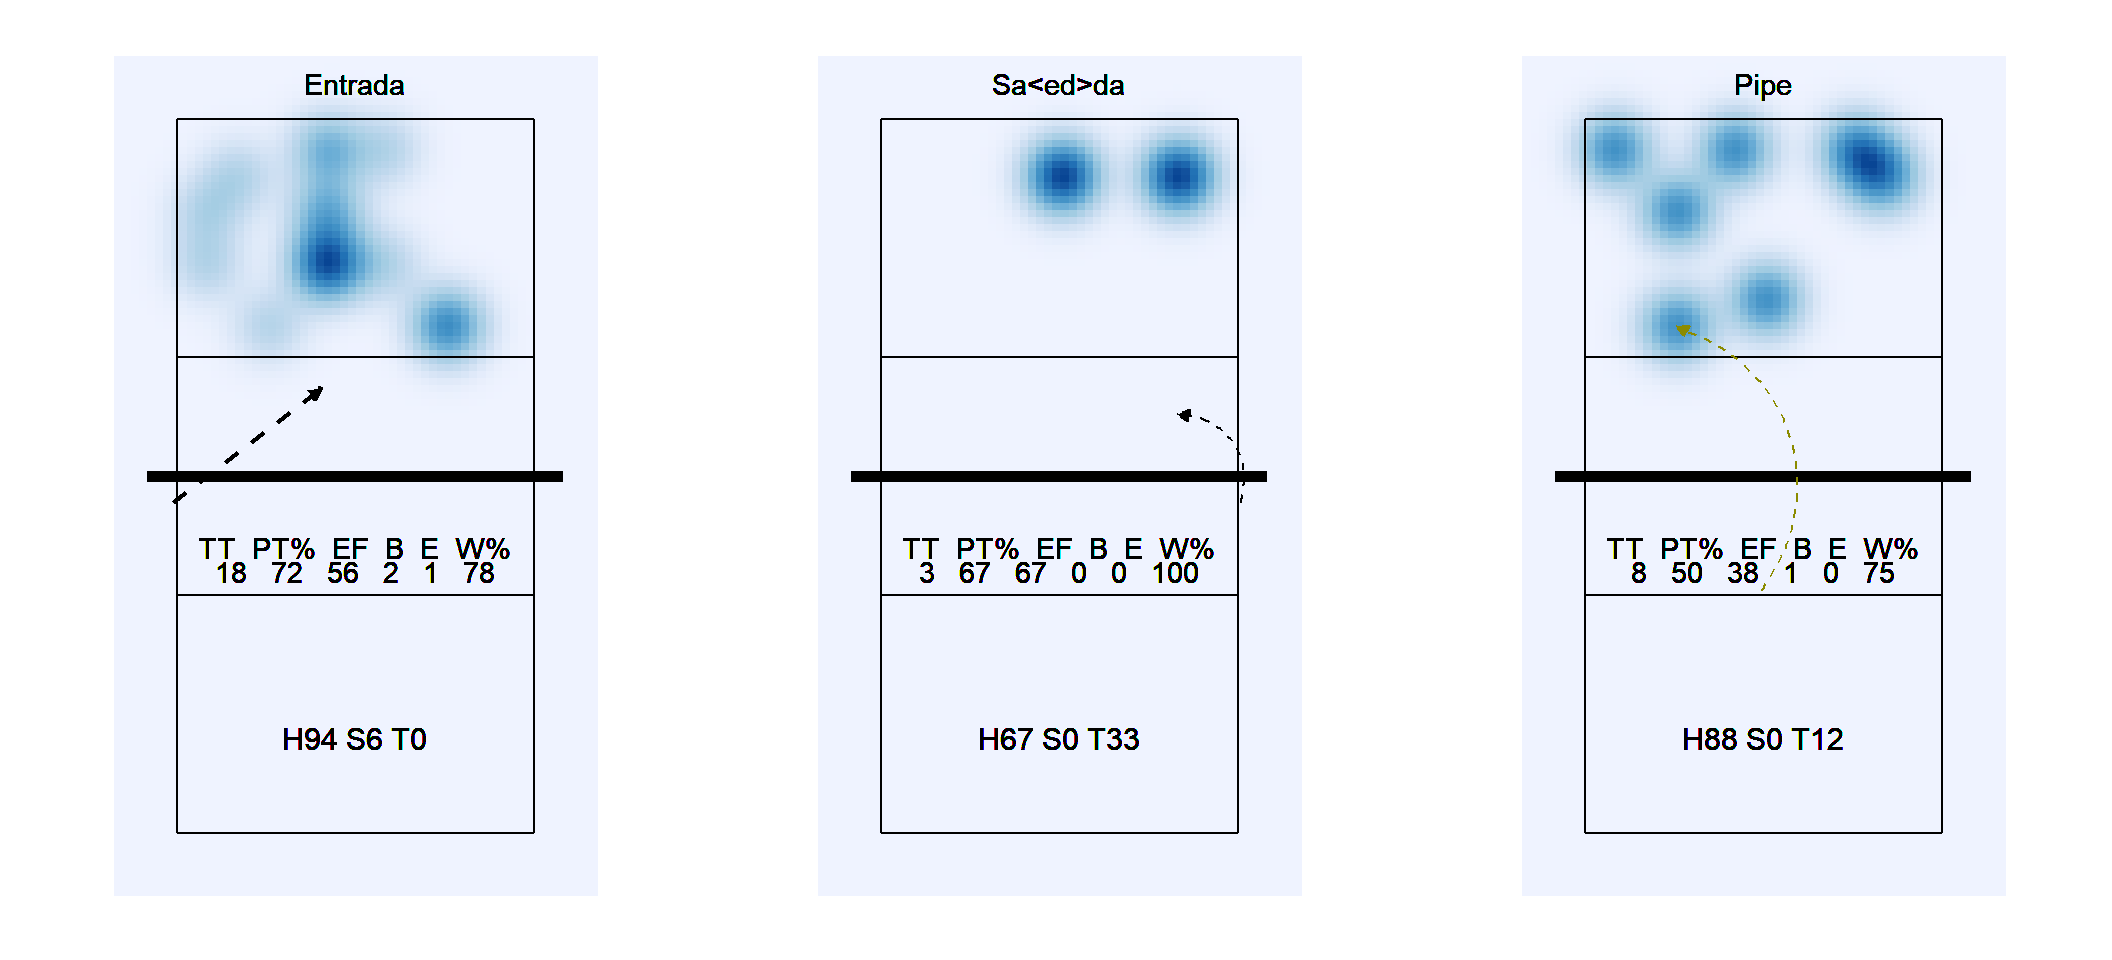 Entrada
TT PT% EF B E W%
18 72 56 2 1 78
H94 S6 T0
Sa<ed>da
TT PT% EF B E W%
3 67 67 0 0 100
H67 S0 T33
Pipe
TT PT% EF B E W%
8 50 38 1 0 75
H88 S0 T12